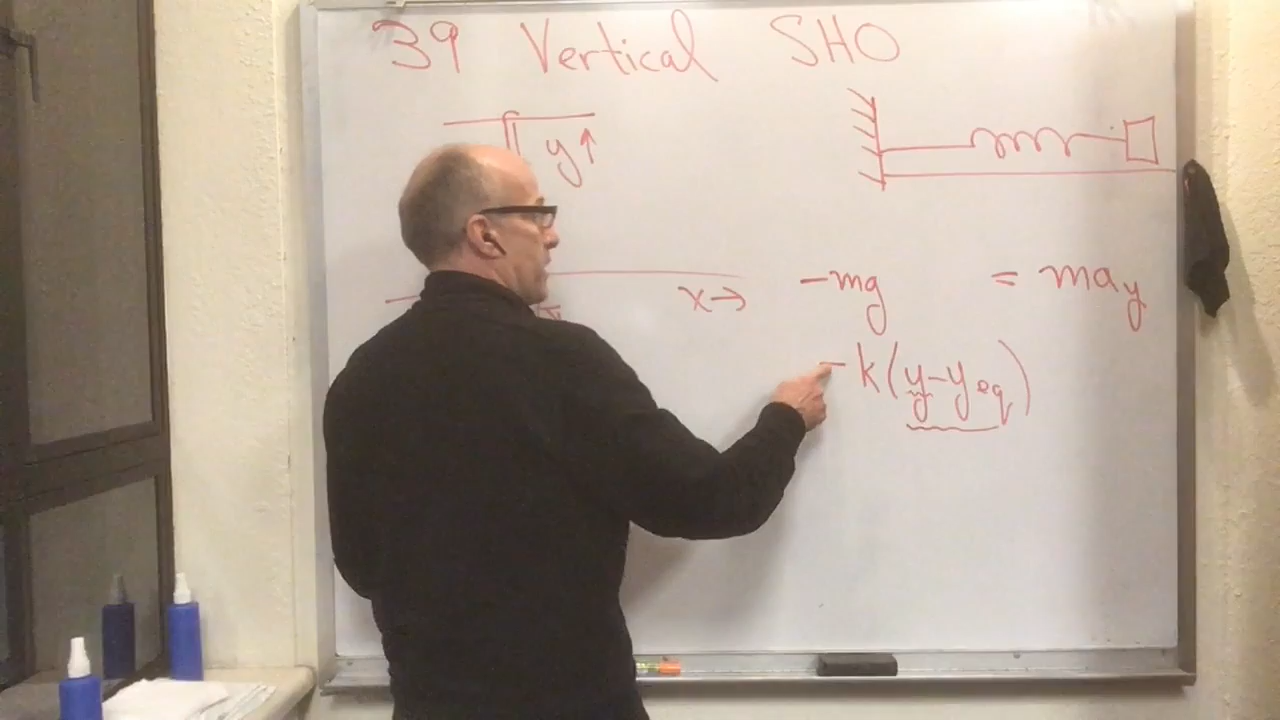 39 Vertical SHO
y↑
x→
-mg = ma_y
-k(y-y_eq)